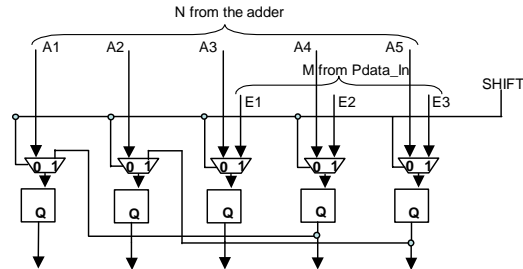 N from the adder
A1 A2 A3 A4 A5
M from Pdata_In
SHIFT
E1 E2 E3
0 1 0 1 0 1 0 1 0 1
Q Q Q Q Q